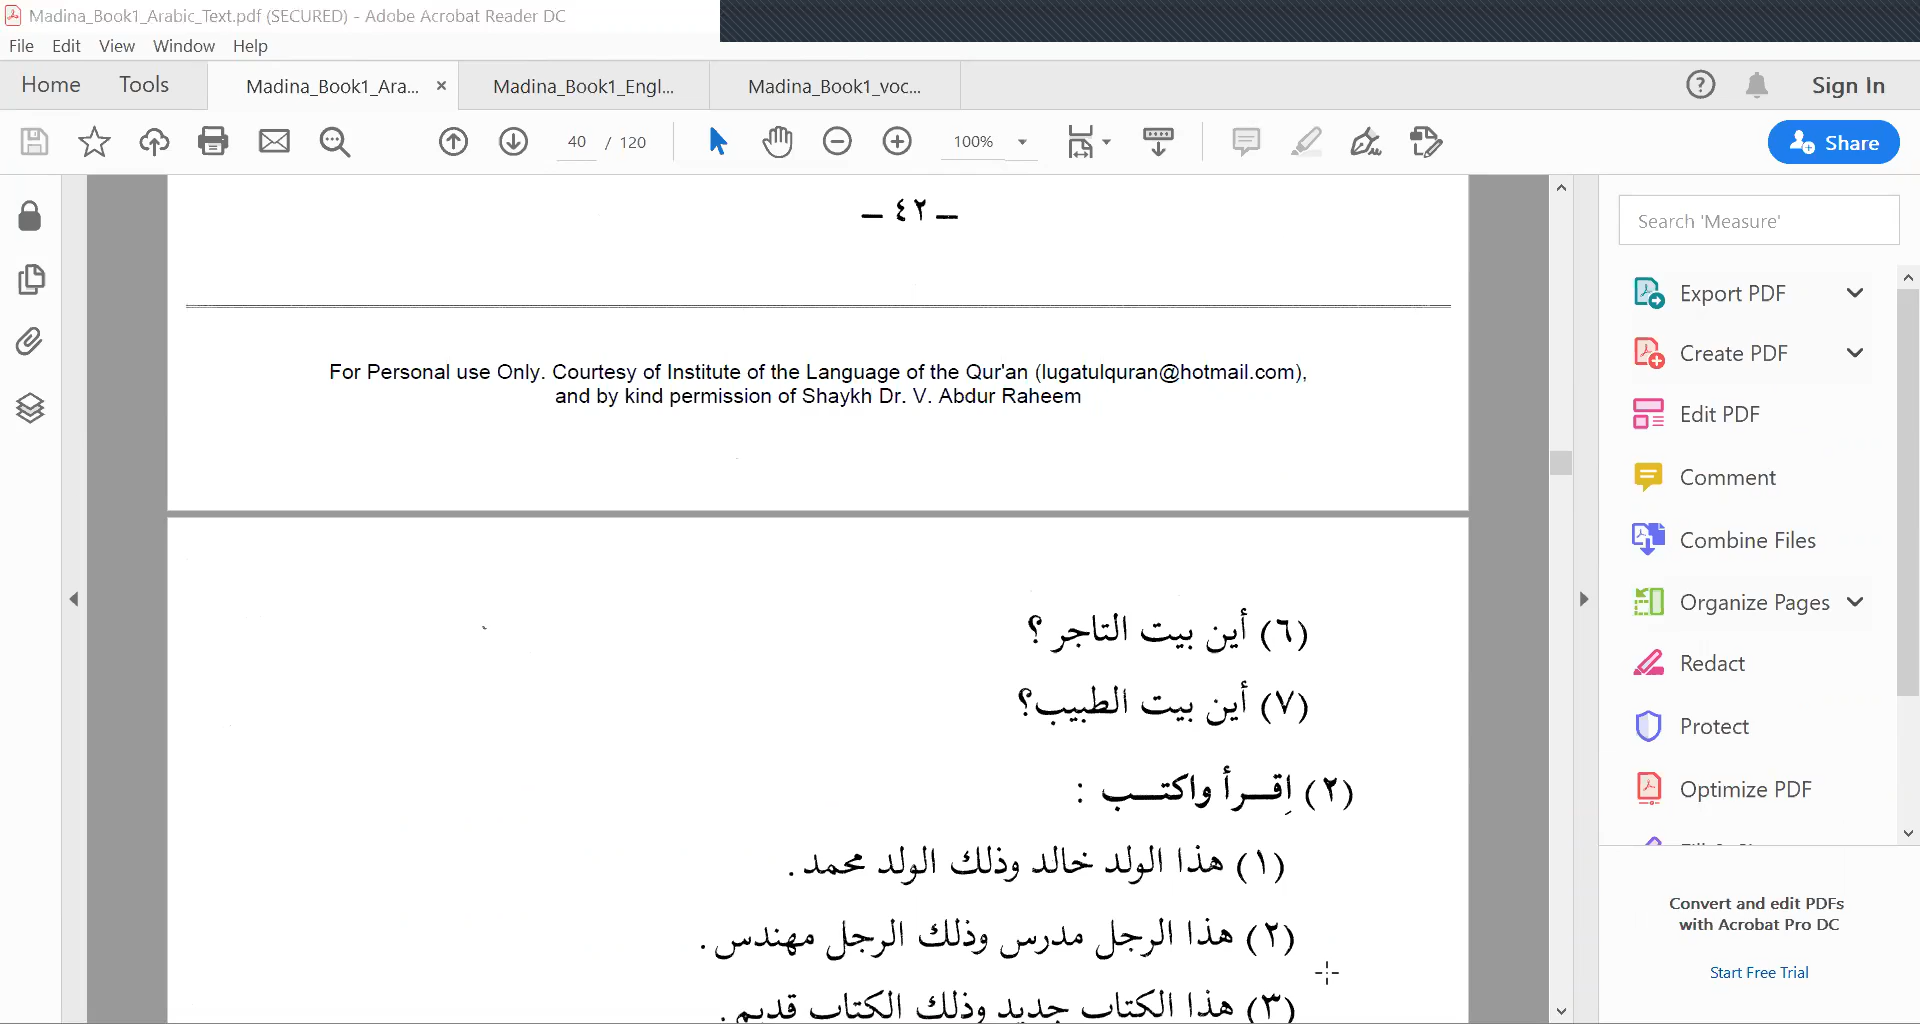 Madina_Book1_Arabic_Text.pdf (SECURED) - Adobe Acrobat Reader DC
File Edit View Window Help
Home Tools Madina_Book1_Ara... × Madina_Book1_Engl... Madina_Book1_voc... Sign In
40 / 120 100% Share
– ٤٢ –
For Personal use Only. Courtesy of Institute of the Language of the Qur'an (lugatulquran@hotmail.com),
and by kind permission of Shaykh Dr. V. Abdur Raheem
(٦) أين بيت التاجر ؟
(٧) أين بيت الطبيب؟
(٢) اِقــرأ واكتــب :
(١) هذا الولد خالد وذلك الولد محمد .
(٢) هذا الرجل مدرس وذلك الرجل مهندس .
(٣) هذا الكتاب جديد وذلك الكتاب قديم .
Search 'Measure'
Export PDF
Create PDF
Edit PDF
Comment
Combine Files
Organize Pages
Redact
Protect
Optimize PDF
Convert and edit PDFs
with Acrobat Pro DC
Start Free Trial